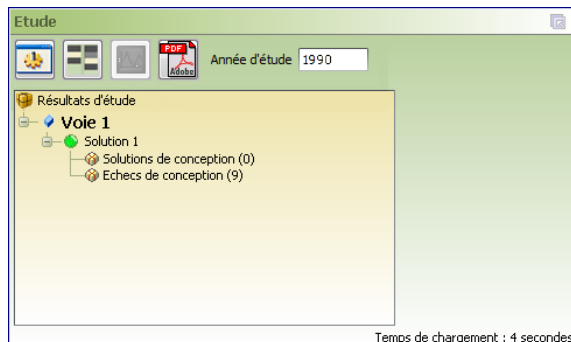 Etude
PDF
Adobe
Année d'étude 1990
Résultats d'étude
Voie 1
Solution 1
Solutions de conception (0)
Echecs de conception (9)
Temps de chargement : 4 secondes